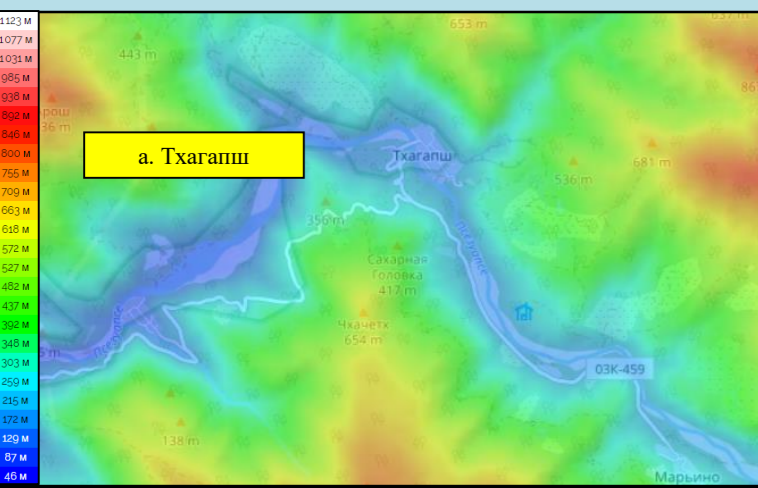 1123 м
1077 м
1031 м
985 м
938 м
892 м
846 м
800 м
755 м
709 м
663 м
618 м
572 м
527 м
482 м
437 м
392 м
348 м
303 м
259 м
215 м
172 м
129 м
87 м
46 м
653 m
443 m
а. Тхагапш
Тхагапш
681 m
536 m
356 m
Сахарная
Головка
417 m
Чхачетх
654 m
03К-459
138 m
Марьино